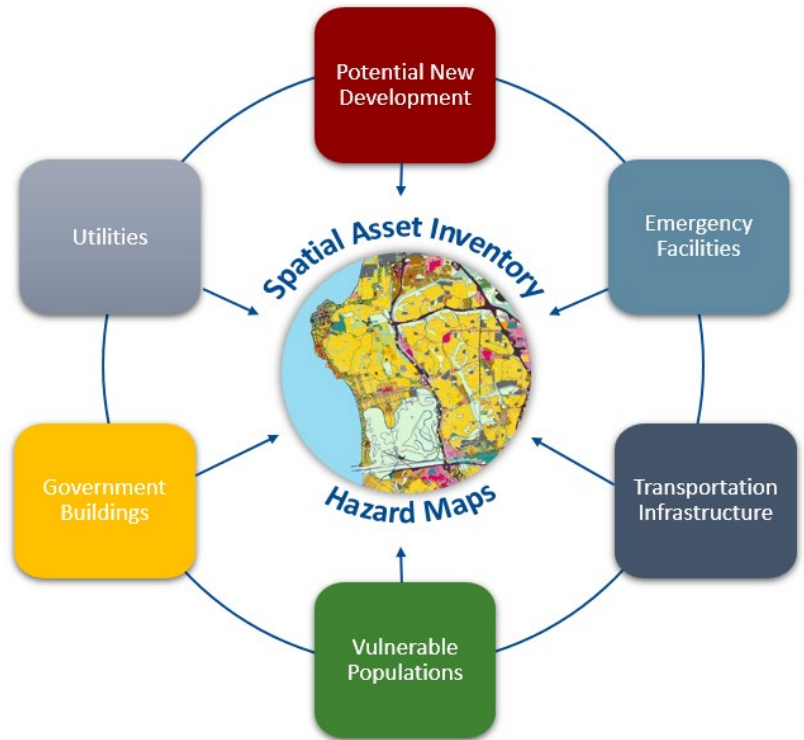 Potential New
Development
Utilities
Emergency
Facilities
Spatial Asset Inventory
Hazard Maps
Government
Buildings
Transportation
Infrastructure
Vulnerable
Populations